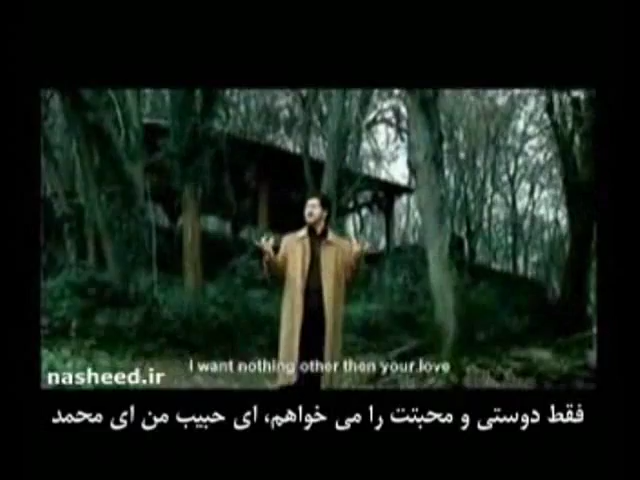 I want nothing other then your love
nasheed.ir
فقط دوستی و محبتت را می خواهم، ای حبیب من ای محمد